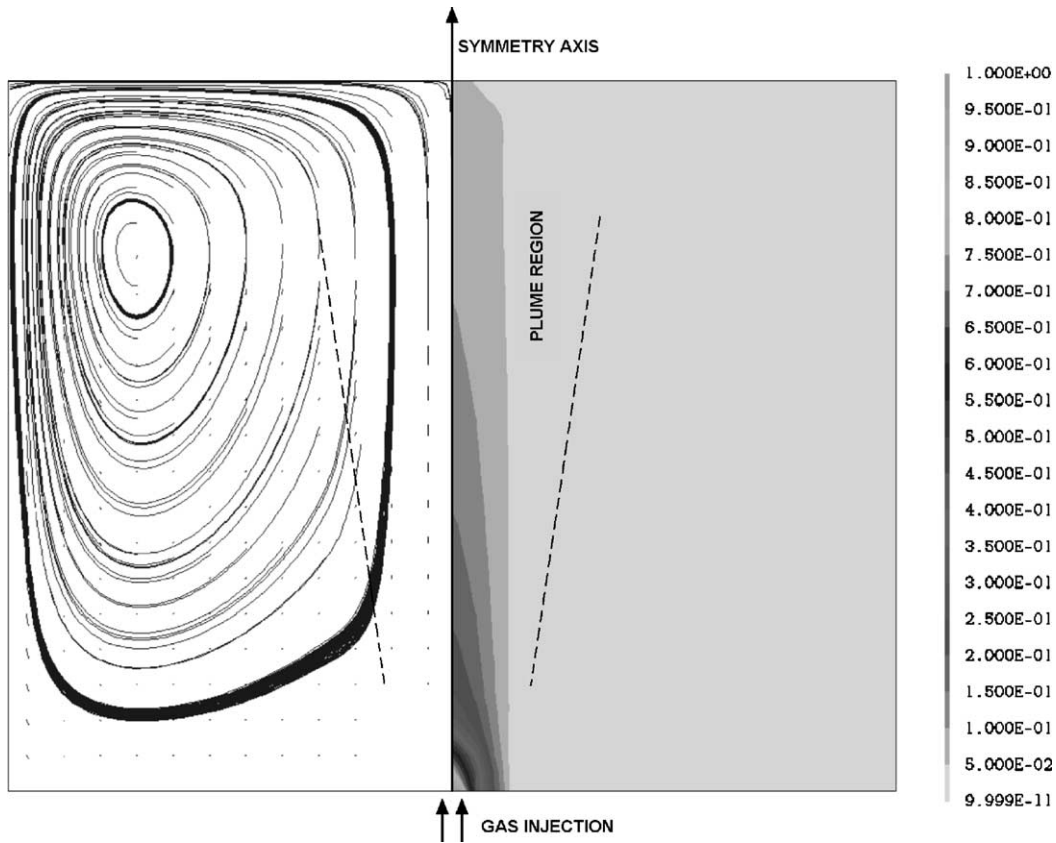 SYMMETRY AXIS
PLUME REGION
GAS INJECTION
1.000E+00
9.500E-01
9.000E-01
8.500E-01
8.000E-01
7.500E-01
7.000E-01
6.500E-01
6.000E-01
5.500E-01
5.000E-01
4.500E-01
4.000E-01
3.500E-01
3.000E-01
2.500E-01
2.000E-01
1.500E-01
1.000E-01
5.000E-02
9.999E-11